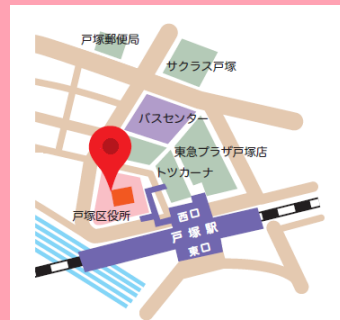 戸塚郵便局
サクラス戸塚
バスセンター
東急プラザ戸塚店
トツカーナ
戸塚区役所
西口
戸塚駅
東口